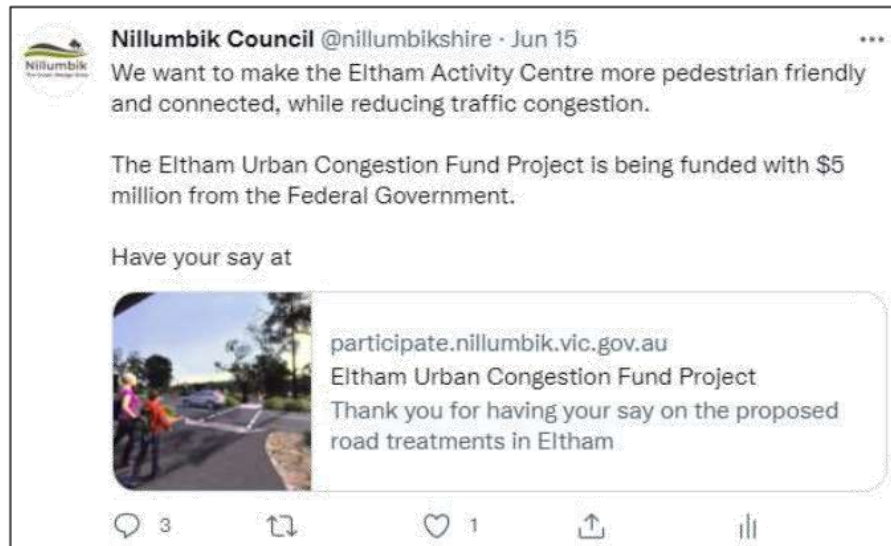 Nillumbik Council @nillumbikshire · Jun 15
Nillumbik
We want to make the Eltham Activity Centre more pedestrian friendly
and connected, while reducing traffic congestion.
The Eltham Urban Congestion Fund Project is being funded with $5
million from the Federal Government.
Have your say at
participate.nillumbik.vic.gov.au
Eltham Urban Congestion Fund Project
Thank you for having your say on the proposed
road treatments in Eltham
3
1